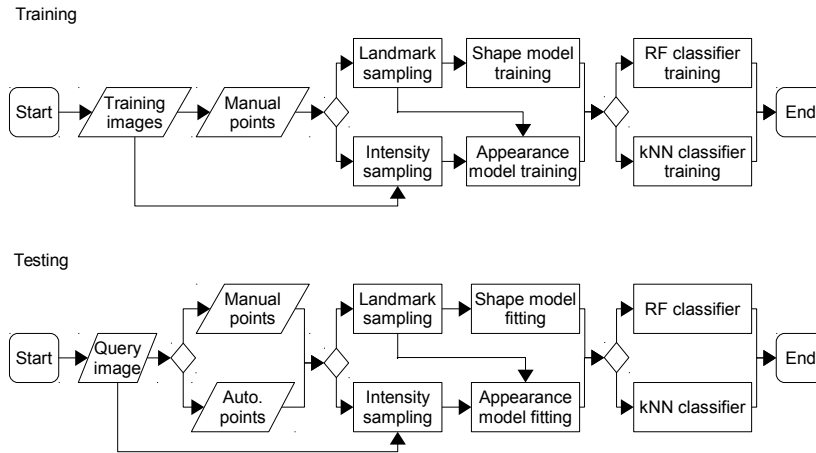 Training
Start
Training
images
Manual
points
Landmark
sampling
Shape model
training
RF classifier
training
Intensity
sampling
Appearance
model training
kNN classifier
training
End
Testing
Start
Query
image
Manual
points
Auto.
points
Landmark
sampling
Shape model
fitting
RF classifier
Intensity
sampling
Appearance
model fitting
kNN classifier
End